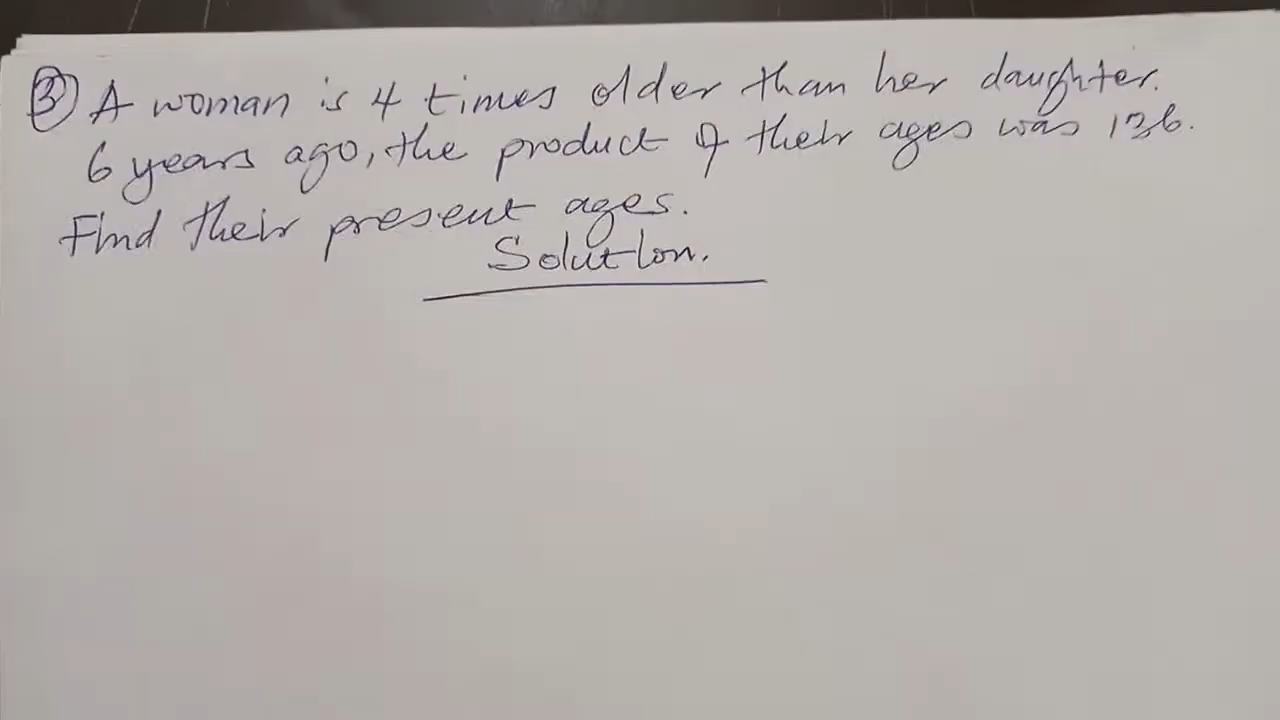 ③ A woman is 4 times older than her daughter.
6 years ago, the product of their ages was 136.
Find their present ages.
Solution.